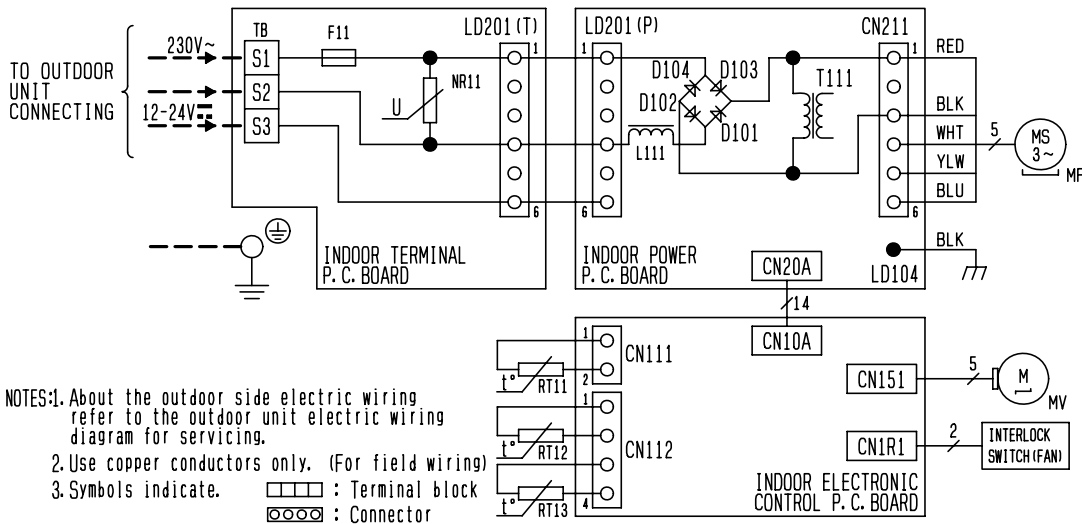 TO OUTDOOR
UNIT
CONNECTING
230V~
12-24V
TB
S1
S2
S3
F11
U
NR11
LD201(T)
1
6
INDOOR TERMINAL
P.C.BOARD
LD201(P)
1
6
D104
D103
D102
D101
L111
T111
CN211
1
6
INDOOR POWER
P.C.BOARD
RED
BLK
WHT
YLW
BLU
5
MS
3~
MF
BLK
LD104
CN20A
14
CN10A
1
2
CN111
t°
RT11
1
4
CN112
t°
RT12
t°
RT13
CN151
5
M
MV
CN1R1
2
INTERLOCK
SWITCH(FAN)
INDOOR ELECTRONIC
CONTROL P.C.BOARD
NOTES:1. About the outdoor side electric wiring
refer to the outdoor unit electric wiring
diagram for servicing.
2. Use copper conductors only. (For field wiring)
3. Symbols indicate.
: Terminal block
: Connector